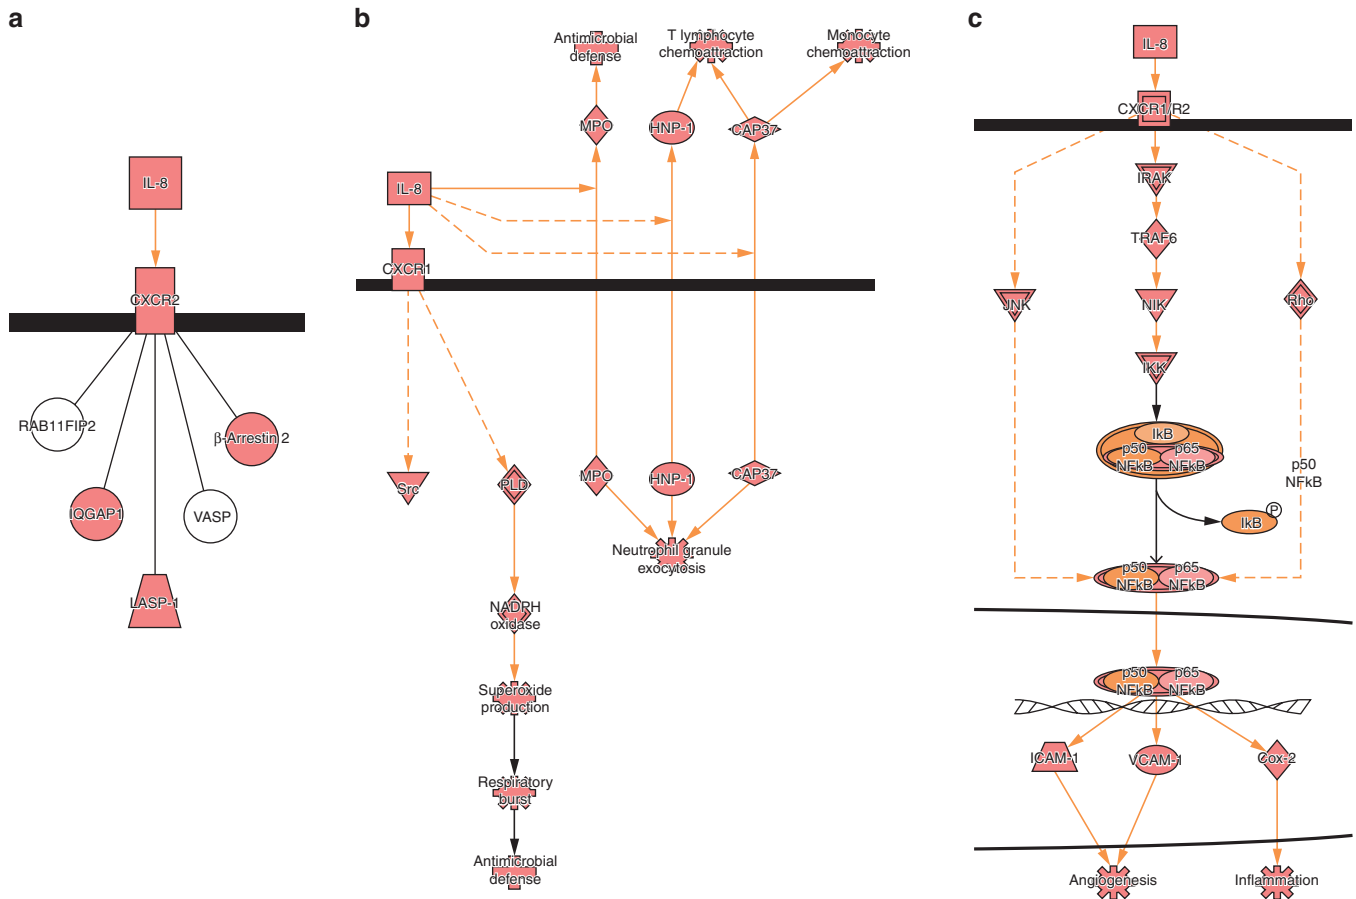 a
IL-8
CXCR2
RAB11FIP2
β-Arrestin 2
IQGAP1
VASP
LASP-1
b
Antimicrobial
defense
T lymphocyte
chemoattraction
Monocyte
chemoattraction
MPO
HNP-1
CAP37
IL-8
CXCR1
Src
PLD
MPO
HNP-1
CAP37
Neutrophil granule
exocytosis
NADRH
oxidase
Superoxide
production
Respiratory
burst
Antimicrobial
defense
c
IL-8
CXCR1/R2
IRAK
TRAF6
JNK
NIK
Rho
IKK
IkB
p50
NFkB
p65
NFkB
p50
NFkB
P
IkB
p50
NFkB
p65
NFkB
p50
NFkB
p65
NFkB
ICAM-1
VCAM-1
Cox-2
Angiogenesis
Inflammation